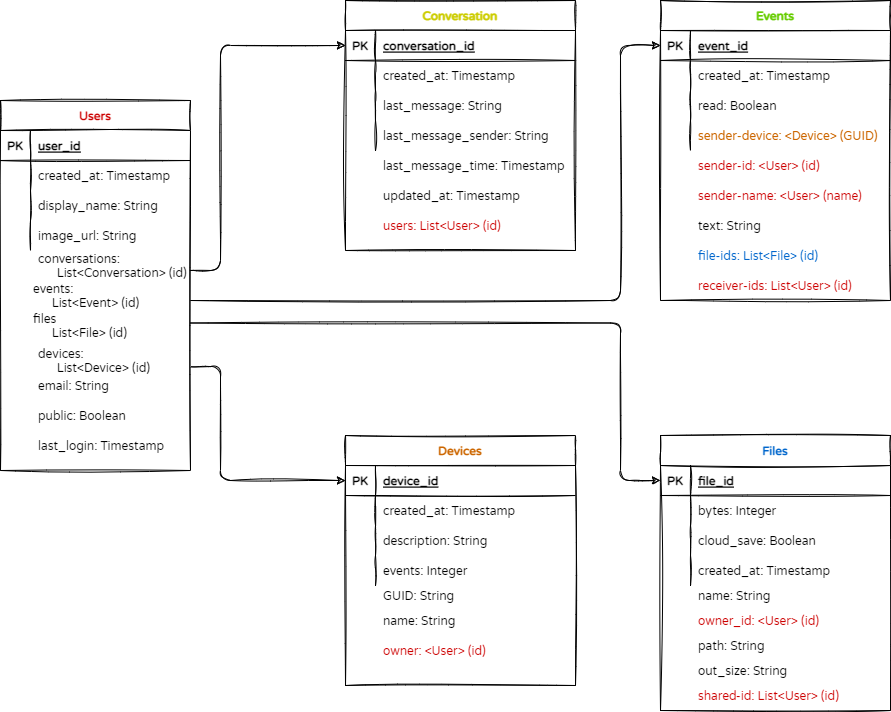 Users
PK user_id
created_at: Timestamp
display_name: String
image_url: String
conversations:
List<Conversation> (id)
events:
List<Event> (id)
files
List<File> (id)
devices:
List<Device> (id)
email: String
public: Boolean
last_login: Timestamp
Conversation
PK conversation_id
created_at: Timestamp
last_message: String
last_message_sender: String
last_message_time: Timestamp
updated_at: Timestamp
users: List<User> (id)
Events
PK event_id
created_at: Timestamp
read: Boolean
sender-device: <Device> (GUID)
sender-id: <User> (id)
sender-name: <User> (name)
text: String
file-ids: List<File> (id)
receiver-ids: List<User> (id)
Devices
PK device_id
created_at: Timestamp
description: String
events: Integer
GUID: String
name: String
owner: <User> (id)
Files
PK file_id
bytes: Integer
cloud_save: Boolean
created_at: Timestamp
name: String
owner_id: <User> (id)
path: String
out_size: String
shared-id: List<User> (id)